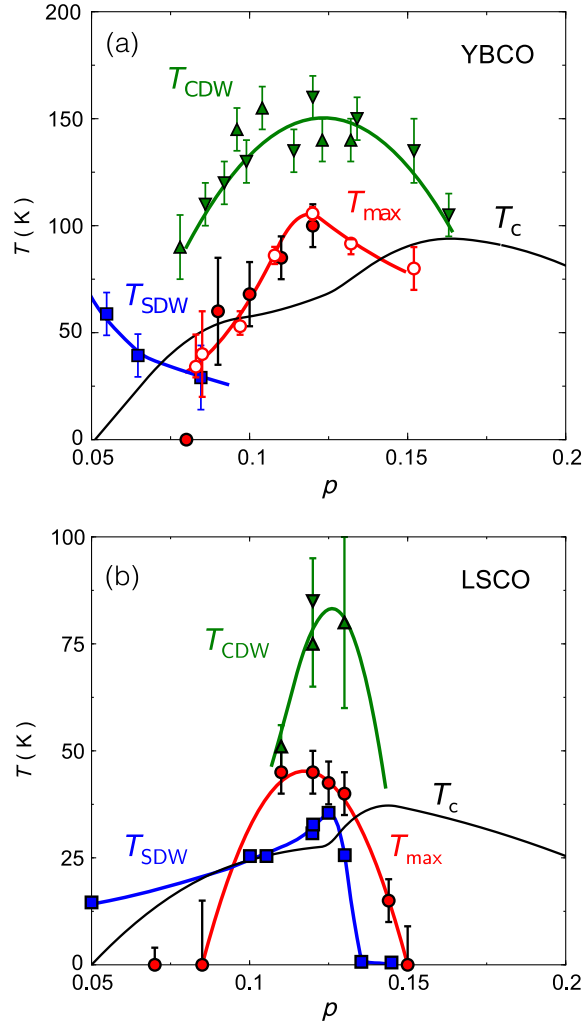 200
(a)
YBCO
T_CDW
150
T (K)
100
T_max
T_c
T_SDW
50
0
0.05
0.1
0.15
0.2
p
100
(b)
LSCO
75
T_CDW
T (K)
50
T_c
T_SDW
T_max
25
0
0.05
0.1
0.15
0.2
p